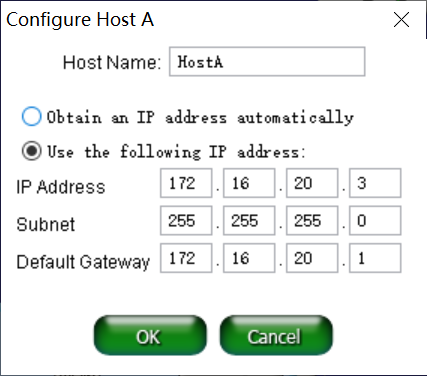 Configure Host A
Host Name: HostA
Obtain an IP address automatically
Use the following IP address:
IP Address 172 . 16 . 20 . 3
Subnet 255 . 255 . 255 . 0
Default Gateway 172 . 16 . 20 . 1
OK Cancel